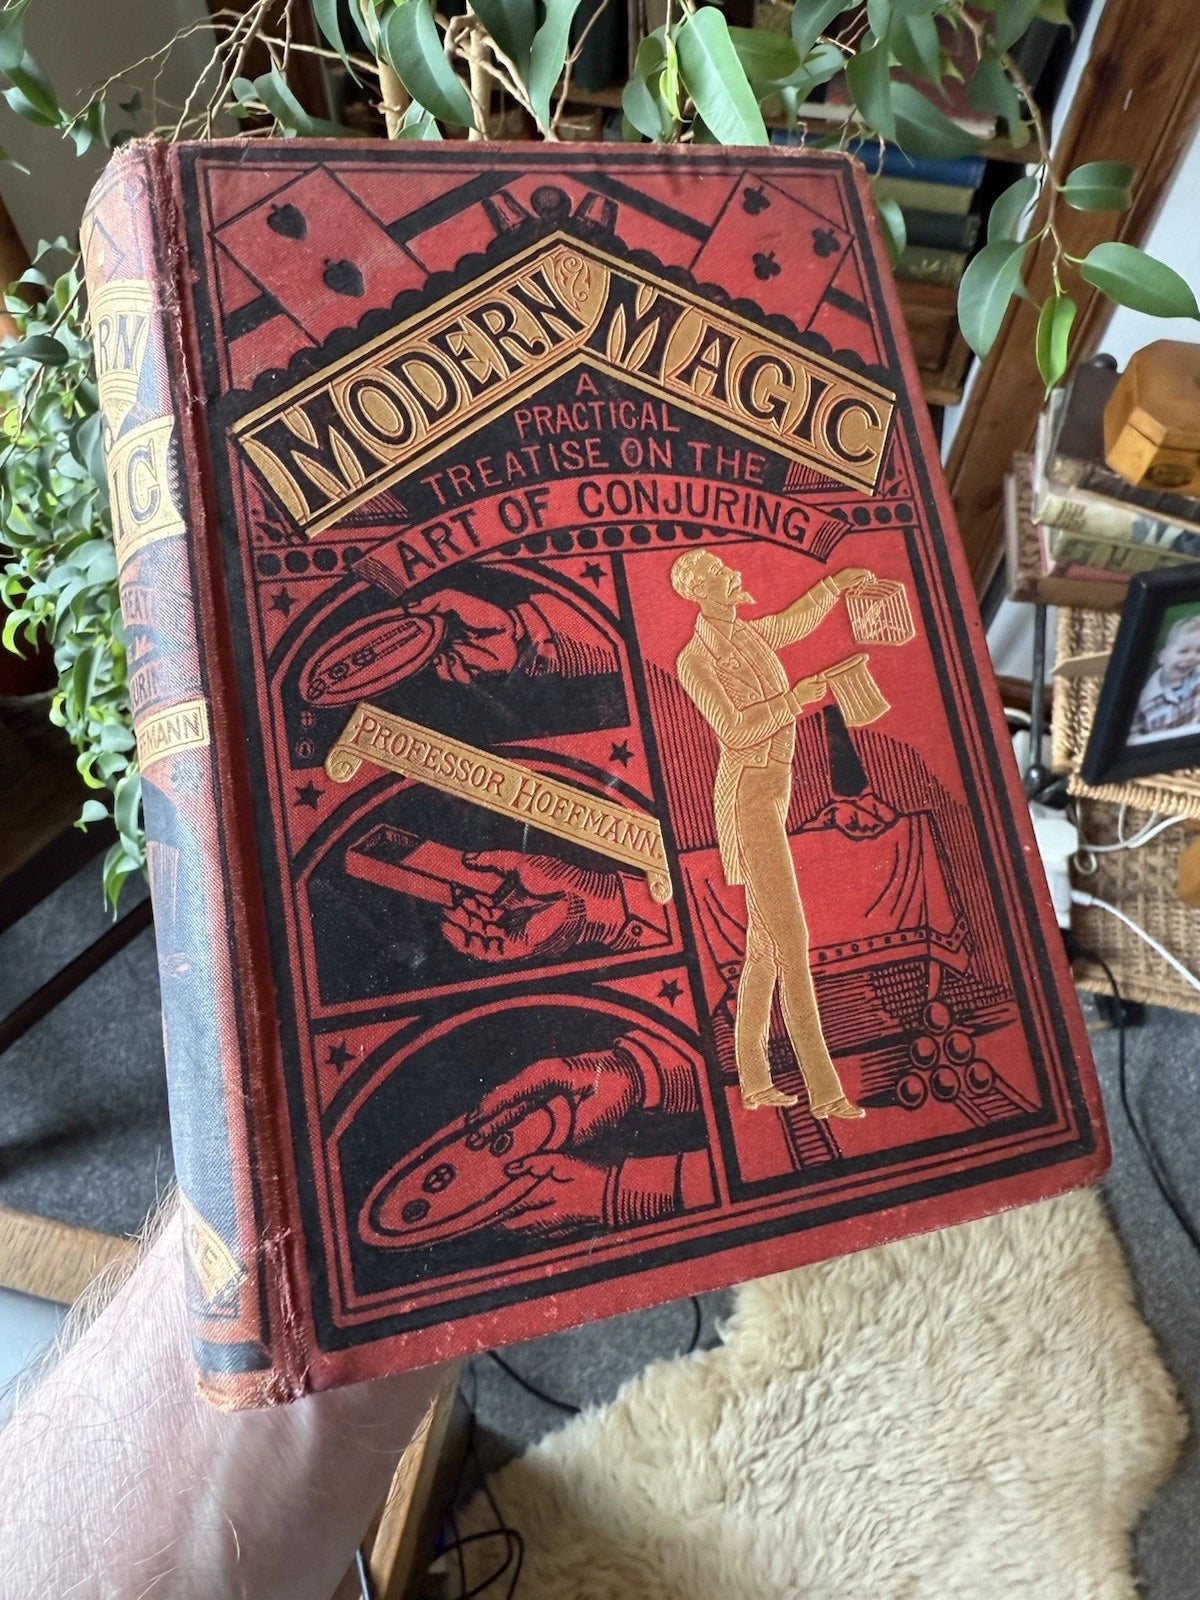 MODERN MAGIC
A
PRACTICAL
TREATISE ON THE
ART OF CONJURING
PROFESSOR HOFFMANN.